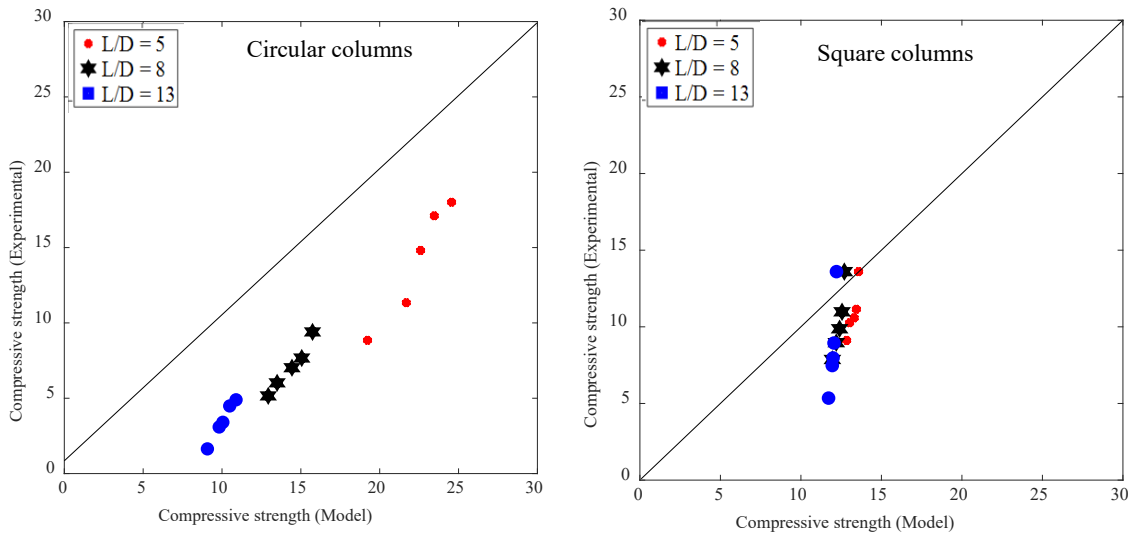 Circular columns
L/D = 5
L/D = 8
L/D = 13
Compressive strength (Experimental)
30
25
20
15
10
5
0
0 5 10 15 20 25 30
Compressive strength (Model)
Square columns
L/D = 5
L/D = 8
L/D = 13
Compressive strength (Experimental)
30
25
20
15
10
5
0
0 5 10 15 20 25 30
Compressive strength (Model)